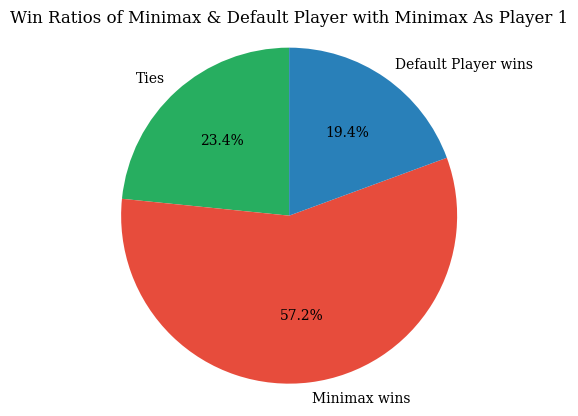 Win Ratios of Minimax & Default Player with Minimax As Player 1
Default Player wins
Ties
19.4%
23.4%
57.2%
Minimax wins